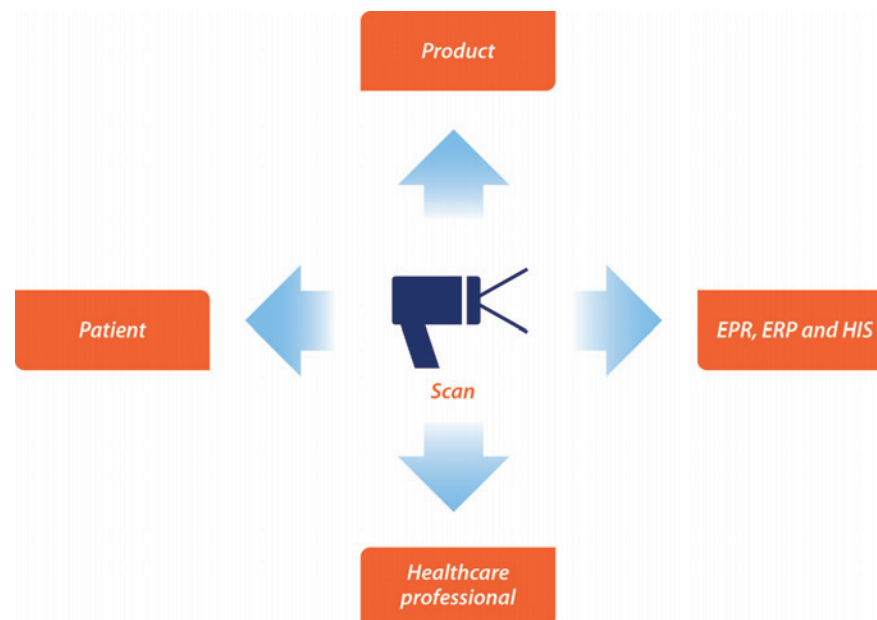 Product
Patient
EPR, ERP and HIS
Scan
Healthcare
professional